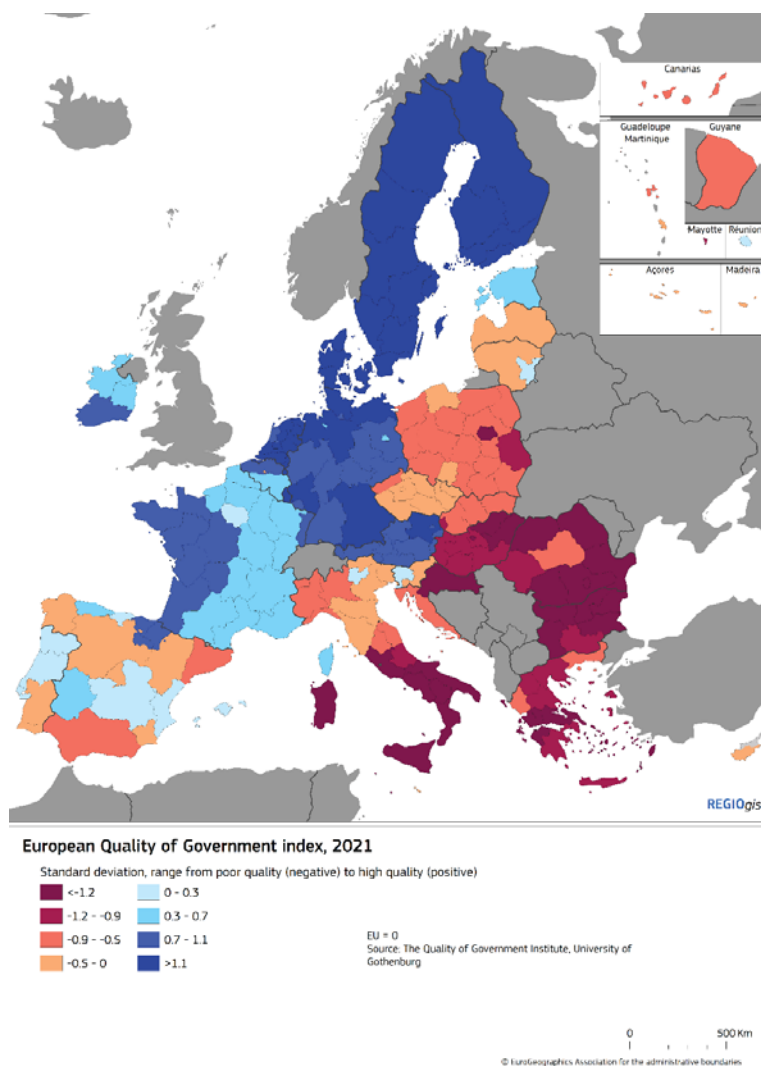 Canarias
Guadeloupe
Martinique
Guyane
Mayotte
Réunion
Açores
Madeira
REGIOgis
European Quality of Government index, 2021
Standard deviation, range from poor quality (negative) to high quality (positive)
<-1.2
-1.2 - -0.9
-0.9 - -0.5
-0.5 - 0
0 - 0.3
0.3 - 0.7
0.7 - 1.1
>1.1
EU = 0
Source: The Quality of Government Institute, University of
Gothenburg
0 500 Km
© EuroGeographics Association for the administrative boundaries